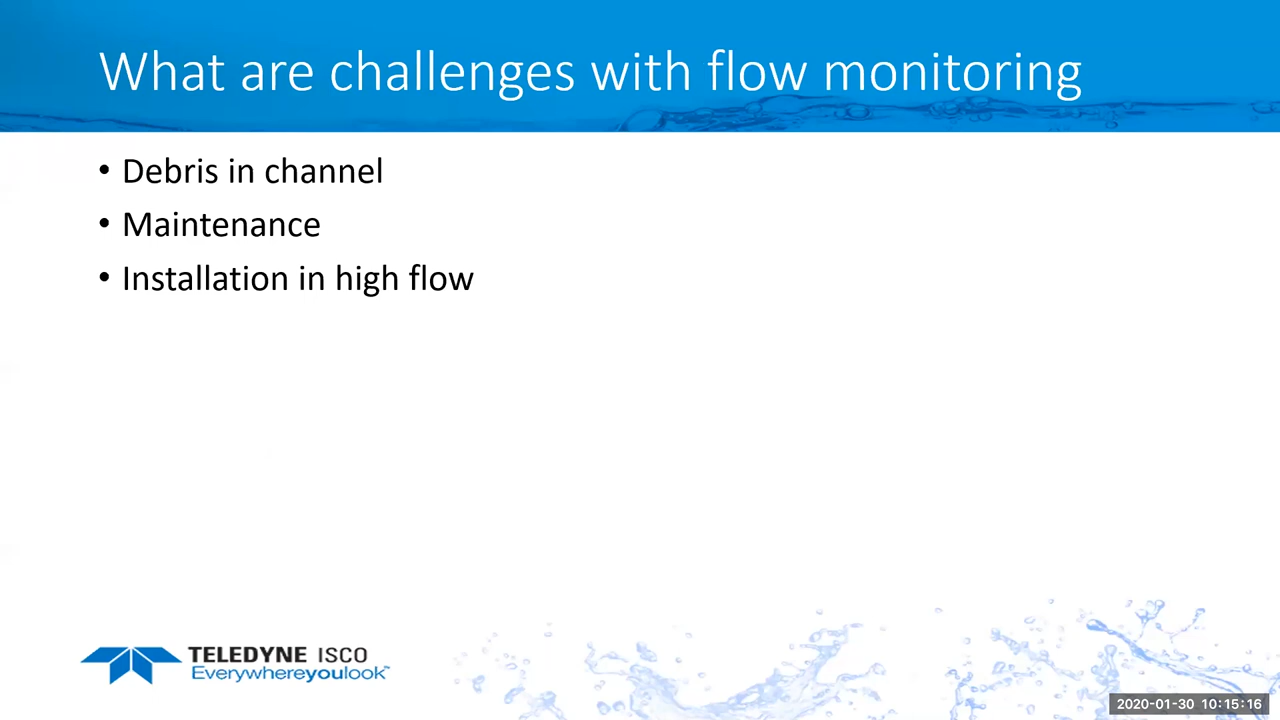 What are challenges with flow monitoring
• Debris in channel
• Maintenance
• Installation in high flow
TELEDYNE ISCO
Everywhereyoulook™
2020-01-30 10:15:16